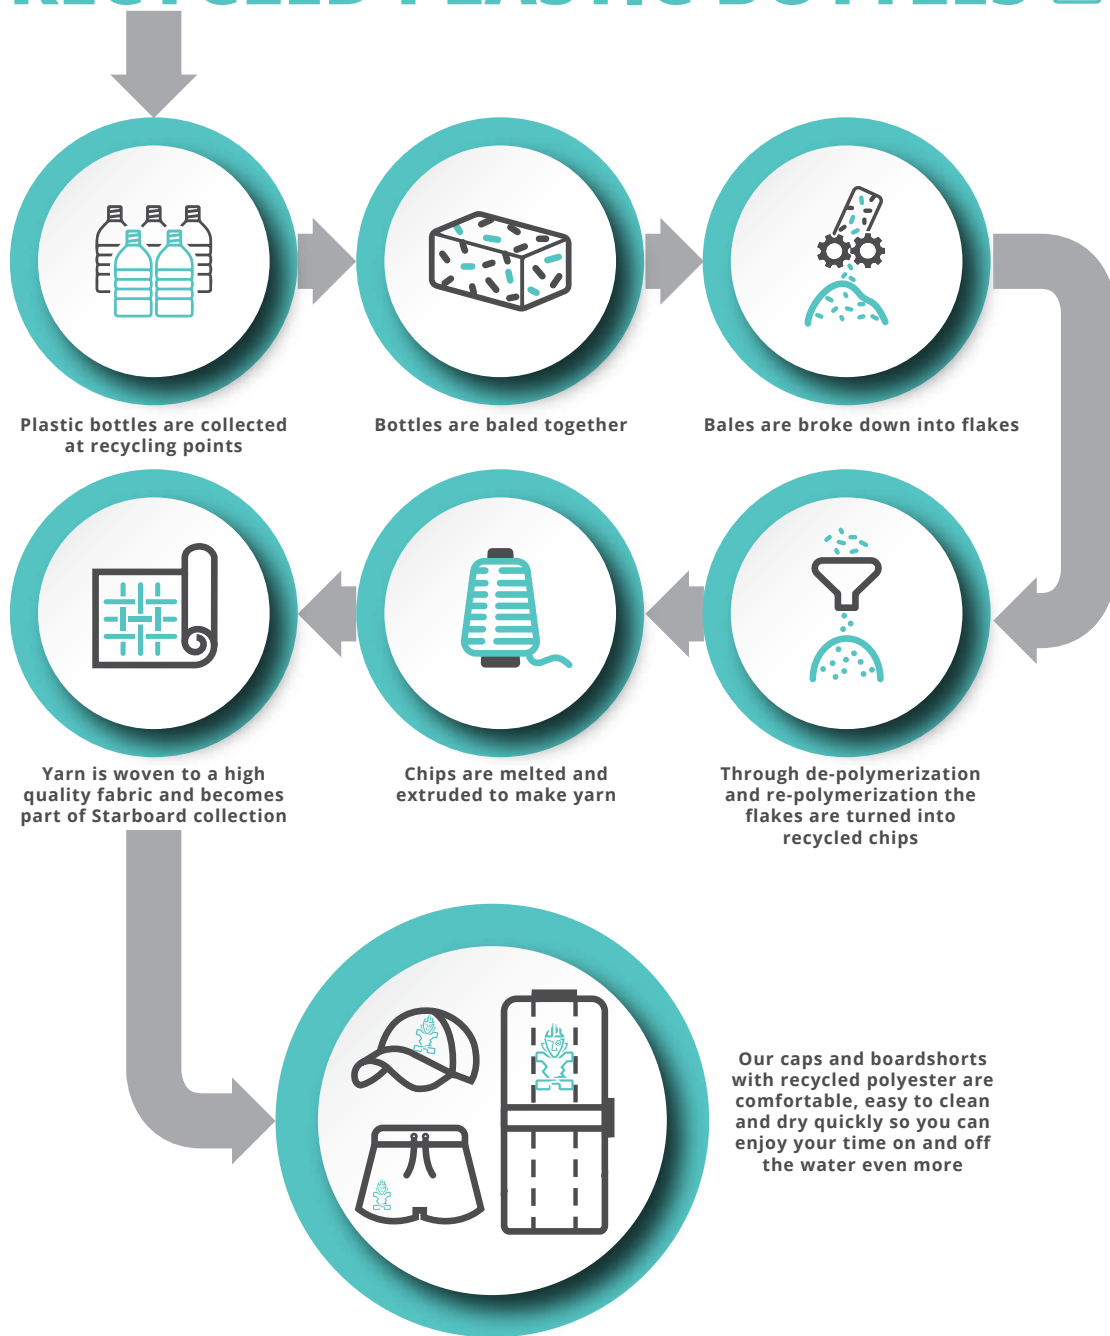 RECYCLED PLASTIC BOTTLES
Plastic bottles are collected
at recycling points
Bottles are baled together
Bales are broke down into flakes
Yarn is woven to a high
quality fabric and becomes
part of Starboard collection
Chips are melted and
extruded to make yarn
Through de-polymerization
and re-polymerization the
flakes are turned into
recycled chips
Our caps and boardshorts
with recycled polyester are
comfortable, easy to clean
and dry quickly so you can
enjoy your time on and off
the water even more